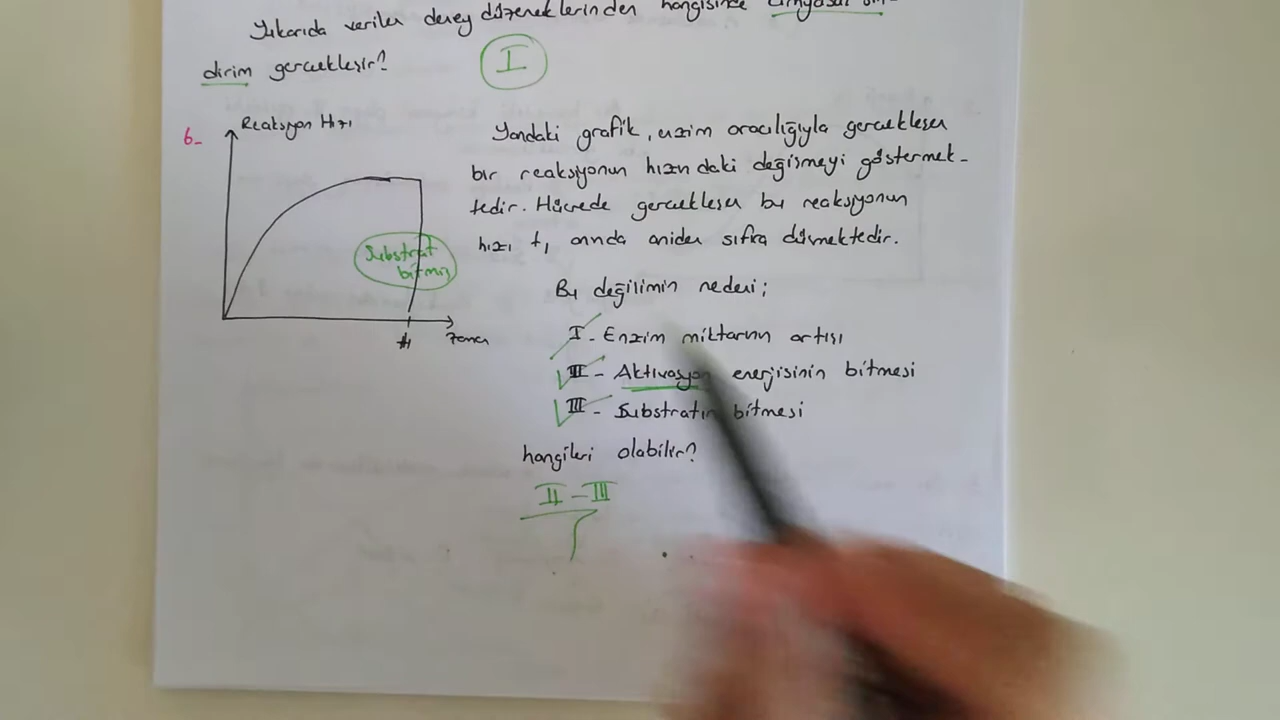 Yukarıda verilen deney düzeneklerinden hangisinde
dirim gerçekleşir?
I
6-
Reaksiyon Hızı
Substrat
bitmiş
t1
Zaman
Yandaki grafik, enzim aracılığıyla gerçekleşen
bir reaksiyonun hızındaki değişmeyi göstermek-
tedir. Hücrede gerçekleşen bu reaksiyonun
hızı t1 anında aniden sıfıra düşmektedir.
Bu değilimin nedeni;
I- Enzim miktarının artışı
II- Aktivasyon enerjisinin bitmesi
III- Substratın bitmesi
hangileri olabilir?
II - III